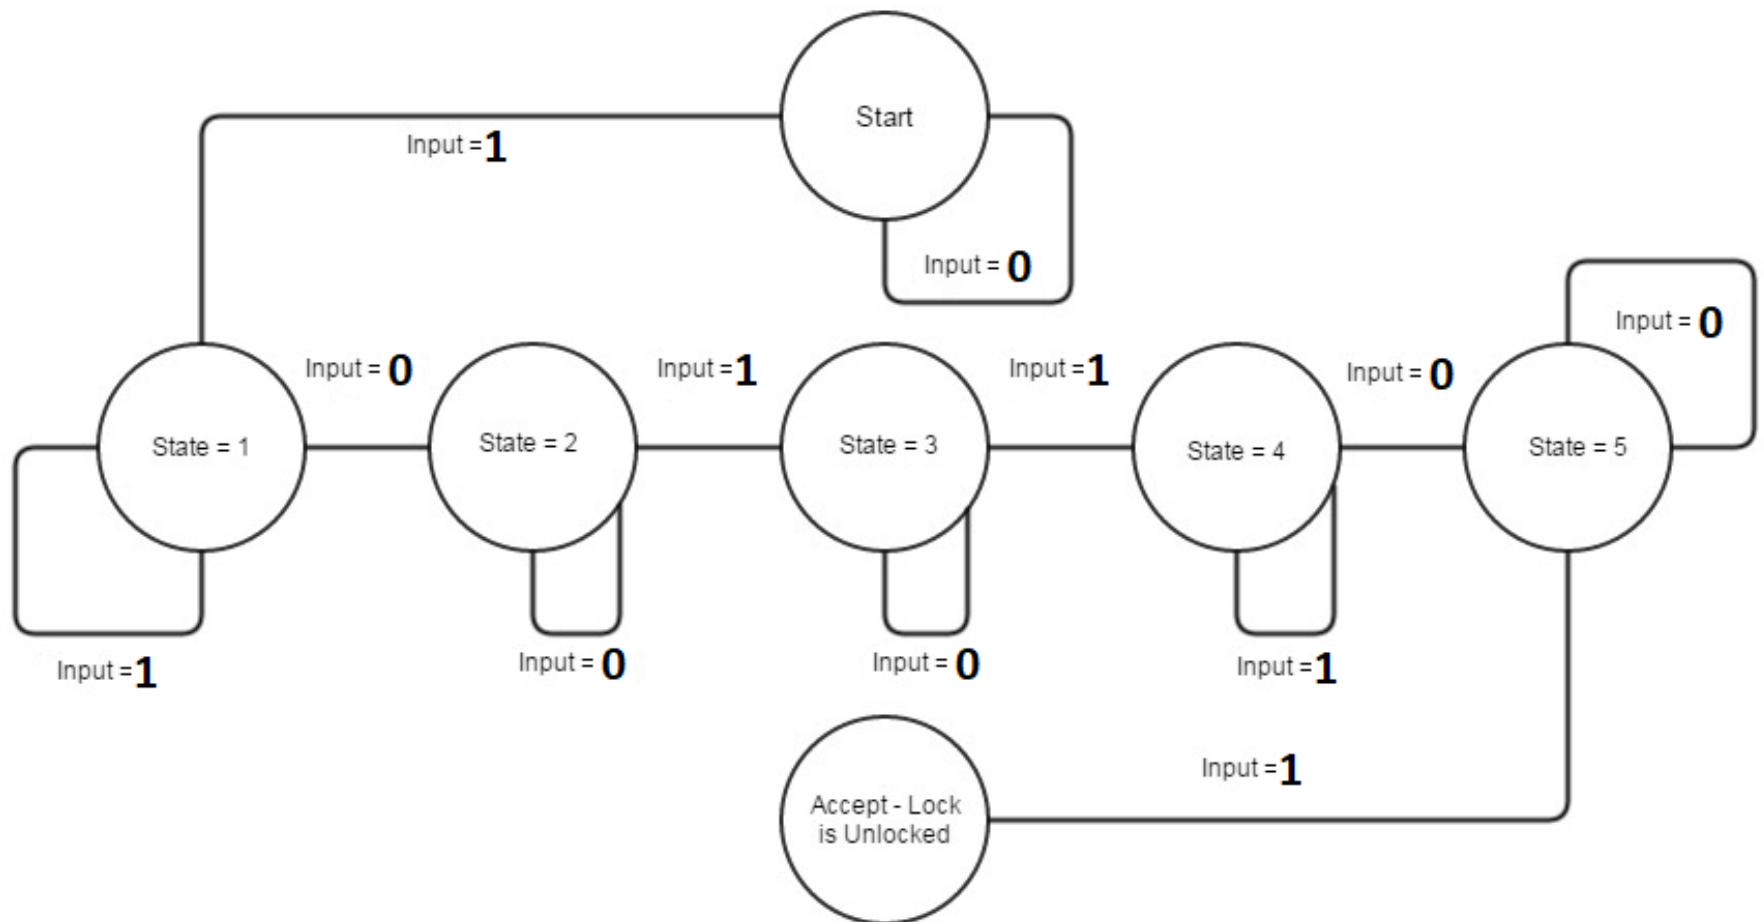 Start
Input =1
Input = 0
Input = 0
Input = 0
Input =1
Input =1
Input = 0
State = 1
State = 2
State = 3
State = 4
State = 5
Input =1
Input = 0
Input = 0
Input =1
Input =1
Accept - Lock
is Unlocked